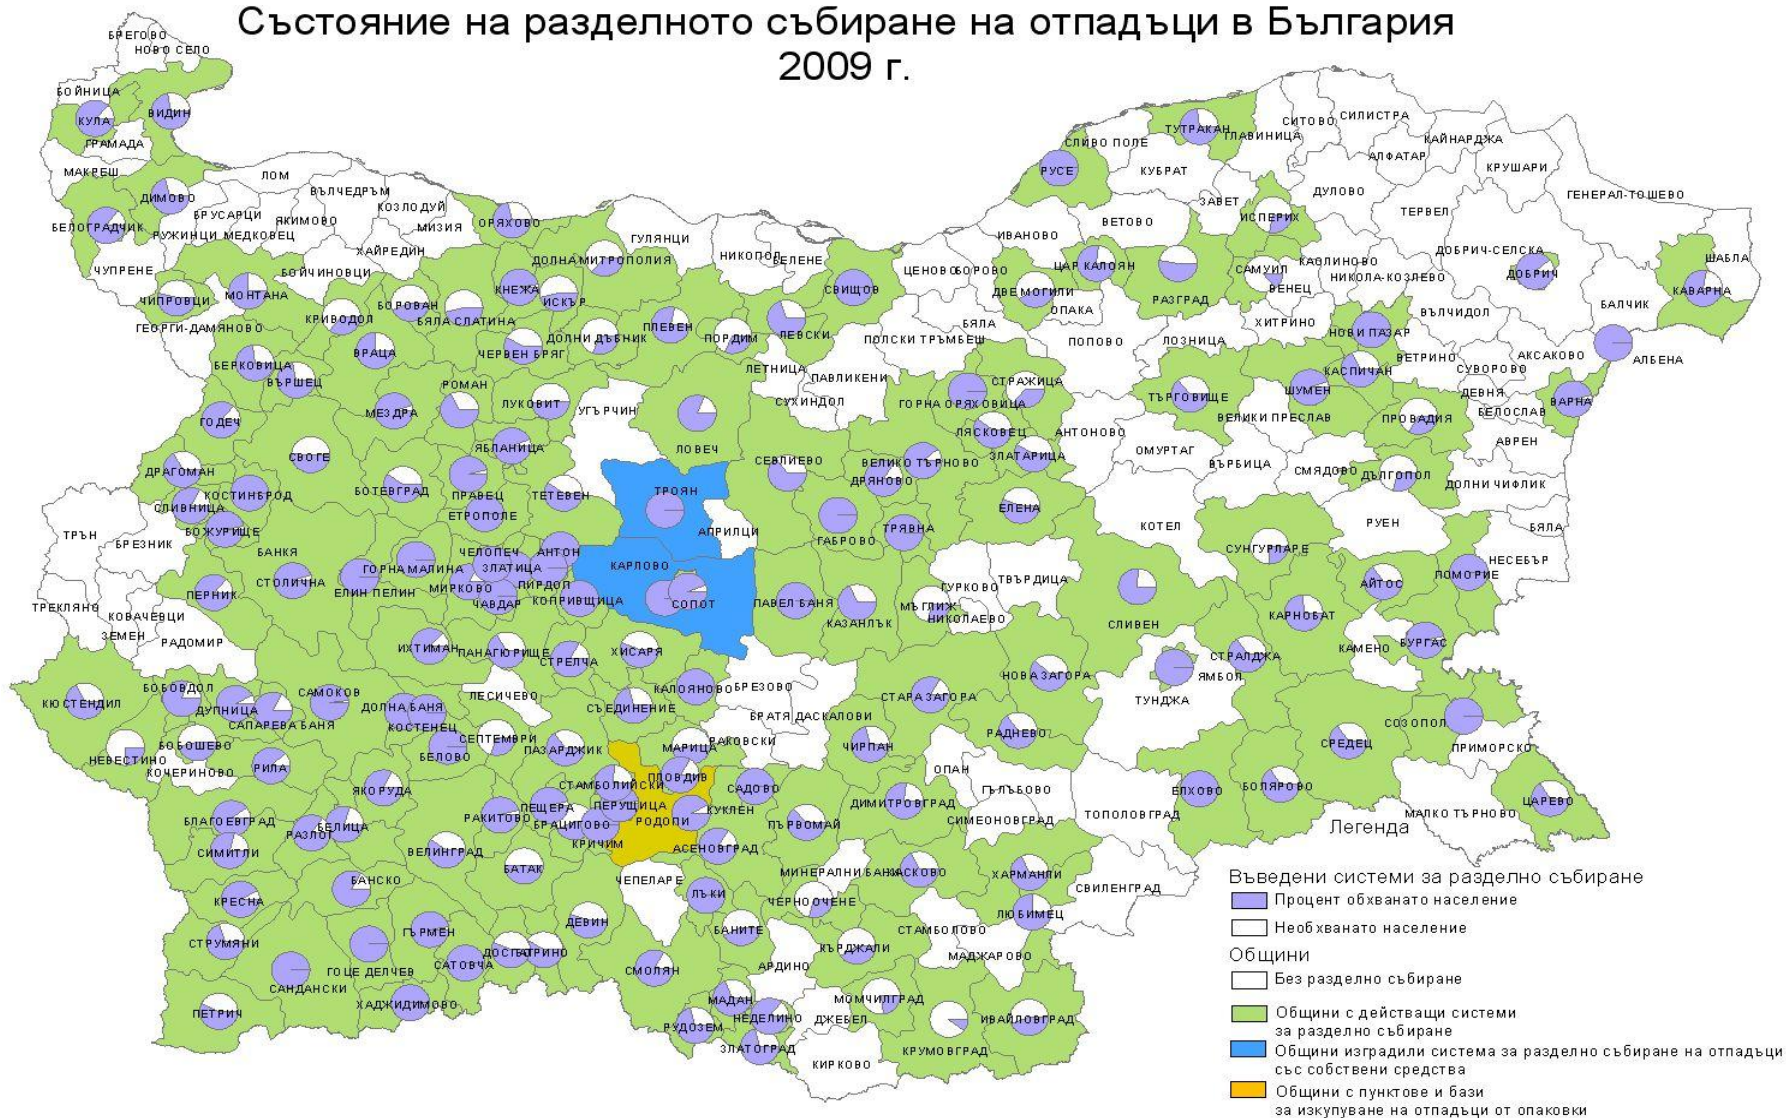 Състояние на разделното събиране на отпадъци в България
2009 г.
БРЕГОВО
НОВО СЕЛО
БОЙНИЦА
КУЛА
ВИДИН
ГРАМАДА
МАКРЕШ
ДИМОВО
БЕЛОГРАДЧИК
ЧУПРЕНЕ
РУЖИНЦИ
МЕДКОВЕЦ
БРУСАРЦИ
ЛОМ
ЯКИМОВО
ВЪЛЧЕДРЪМ
КОЗЛОДУЙ
МИЗИЯ
ХАЙРЕДИН
ОРЯХОВО
БОЙЧИНОВЦИ
ЧИПРОВЦИ
МОНТАНА
ГЕОРГИ-ДАМЯНОВО
КРИВОДОЛ
БОРОВАН
БЯЛА СЛАТИНА
КНЕЖА
ИСКЪР
ДОЛНА МИТРОПОЛИЯ
ГУЛЯНЦИ
НИКОПОЛ
БЕЛЕНЕ
СВИЩОВ
ЦЕНОВО
БОРОВО
ИВАНОВО
ДВЕ МОГИЛИ
РУСЕ
СЛИВО ПОЛЕ
ТУТРАКАН
ГЛАВИНИЦА
СИТОВО
СИЛИСТРА
КАЙНАРДЖА
АЛФАТАР
КРУШАРИ
ГЕНЕРАЛ-ТОШЕВО
КУБРАТ
ЗАВЕТ
ДУЛОВО
ТЕРВЕЛ
ВЕТОВО
ИСПЕРИХ
ДОБРИЧ-СЕЛСКА
ДОБРИЧ
ШАБЛА
КАВАРНА
БАЛЧИК
ЦАР КАЛОЯН
РАЗГРАД
САМУИЛ
КАОЛИНОВО
НИКОЛА-КОЗЛЕВО
ВЕНЕЦ
ОПАКА
ХИТРИНО
НОВИ ПАЗАР
ВЪЛЧИДОЛ
АЛБЕНА
БЕРКОВИЦА
ВЪРШЕЦ
ВРАЦА
ЧЕРВЕН БРЯГ
ДОЛНИ ДЪБНИК
ПЛЕВЕН
ПОРДИМ
ЛЕВСКИ
ПОЛСКИ ТРЪМБЕШ
БЯЛА
ПОПОВО
ЛОЗНИЦА
ВЕТРИНО
АКСАКОВО
СУВОРОВО
КАСПИЧАН
ШУМЕН
ДЕВНЯ
БЕЛОСЛАВ
ВАРНА
АВРЕН
ЛЕТНИЦА
ПАВЛИКЕНИ
СУХИНДОЛ
ГОРНА ОРЯХОВИЦА
СТРАЖИЦА
ТЪРГОВИЩЕ
ВЕЛИКИ ПРЕСЛАВ
ПРОВАДИЯ
ГОДЕЧ
МЕЗДРА
РОМАН
ЛУКОВИТ
УГЪРЧИН
ЛОВЕЧ
ЛЯСКОВЕЦ
АНТОНОВО
ОМУРТАГ
ВЪРБИЦА
СМЯДОВО
ДЪЛГОПОЛ
ДОЛНИ ЧИФЛИК
ДРАГОМАН
СВОГЕ
ЯБЛАНИЦА
СЕВЛИЕВО
ВЕЛИКО ТЪРНОВО
ЗЛАТАРИЦА
ДРЯНОВО
СЛИВНИЦА
КОСТИНБРОД
БОТЕВГРАД
ПРАВЕЦ
ТЕТЕВЕН
ТРОЯН
АПРИЛЦИ
ЕТРОПОЛЕ
БОЖУРИЩЕ
ГАБРОВО
ТРЯВНА
ЕЛЕНА
КОТЕЛ
РУЕН
БЯЛА
ТРЪН
БРЕЗНИК
БАНКЯ
СТОЛИЧНА
ЕЛИН ПЕЛИН
ГОРНА МАЛИНА
ЧЕЛОПЕЧ
АНТОН
ЗЛАТИЦА
ПИРДОП
МИРКОВО
ЧАВДАР
КОПРИВЩИЦА
КАРЛОВО
СОПОТ
ПАВЕЛ БАНЯ
КАЗАНЛЪК
МЪГЛИЖ
ГУРКОВО
НИКОЛАЕВО
ТВЪРДИЦА
СЛИВЕН
СУНГУРЛАРЕ
АЙТОС
ПОМОРИЕ
НЕСЕБЪР
КАРНОБАТ
БУРГАС
КАМЕНО
ПЕРНИК
ТРЕКЛЯНО
КОВАЧЕВЦИ
ЗЕМЕН
РАДОМИР
ИХТИМАН
ПАНАГЮРИЩЕ
СТРЕЛЧА
ХИСАРЯ
КАЛОЯНОВО
БРЕЗОВО
БРАТЯ ДАСКАЛОВИ
СТАРА ЗАГОРА
НОВА ЗАГОРА
СТРАЛДЖА
ЯМБОЛ
ТУНДЖА
КЮСТЕНДИЛ
БОБОВДОЛ
ДУПНИЦА
САПАРЕВА БАНЯ
САМОКОВ
ДОЛНА БАНЯ
КОСТЕНЕЦ
ЛЕСИЧЕВО
СЪЕДИНЕНИЕ
СЕПТЕМВРИ
ПАЗАРДЖИК
МАРИЦА
РАКОВСКИ
ЧИРПАН
РАДНЕВО
СРЕДЕЦ
СОЗОПОЛ
ПРИМОРСКО
НЕВЕСТИНО
БОБОШЕВО
КОЧЕРИНОВО
РИЛА
БЕЛОВО
СТАМБОЛИЙСКИ
ПЛОВДИВ
САДОВО
ОПАН
ГЪЛЪБОВО
ЕЛХОВО
БОЛЯРОВО
ЦАРЕВО
МАЛКО ТЪРНОВО
ЯКОРУДА
ПЕЩЕРА
ПЕРУЩИЦА
РОДОПИ
КУКЛЕН
БРАЦИГОВО
КРИЧИМ
РАКИТОВО
ПЪРВОМАЙ
ДИМИТРОВГРАД
СИМЕОНОВГРАД
ТОПОЛОВГРАД
БЛАГОЕВГРАД
РАЗЛОГ
БЕЛИЦА
СИМИТЛИ
ВЕЛИНГРАД
БАТАК
АСЕНОВГРАД
ЧЕПЕЛАРЕ
МИНЕРАЛНИ БАНИ
ХАСКОВО
ХАРМАНЛИ
СВИЛЕНГРАД
ЛЮБИМЕЦ
КРЕСНА
БАНСКО
ЛЪКИ
ЧЕРНООЧЕНЕ
СТАМБОЛОВО
МАДЖАРОВО
СТРУМЯНИ
ГЪРМЕН
ДЕВИН
БАНИТЕ
КЪРДЖАЛИ
АРДИНО
ГОЦЕ ДЕЛЧЕВ
САНДАНСКИ
САТОВЧА
ДОСПАТ
БОРИНО
СМОЛЯН
ХАДЖИДИМОВО
ПЕТРИЧ
МАДАН
НЕДЕЛИНО
РУДОЗЕМ
ЗЛАТОГРАД
ДЖЕБЕЛ
МОМЧИЛГРАД
КИРКОВО
КРУМОВГРАД
ИВАЙЛОВГРАД
Легенда
Въведени системи за разделно събиране
Процент обхванато население
Необхванато население
Общини
Без разделно събиране
Общини с действащи системи
за разделно събиране
Общини изградили система за разделно събиране на отпадъци
със собствени средства
Общини с пунктове и бази
за изкупуване на отпадъци от опаковки